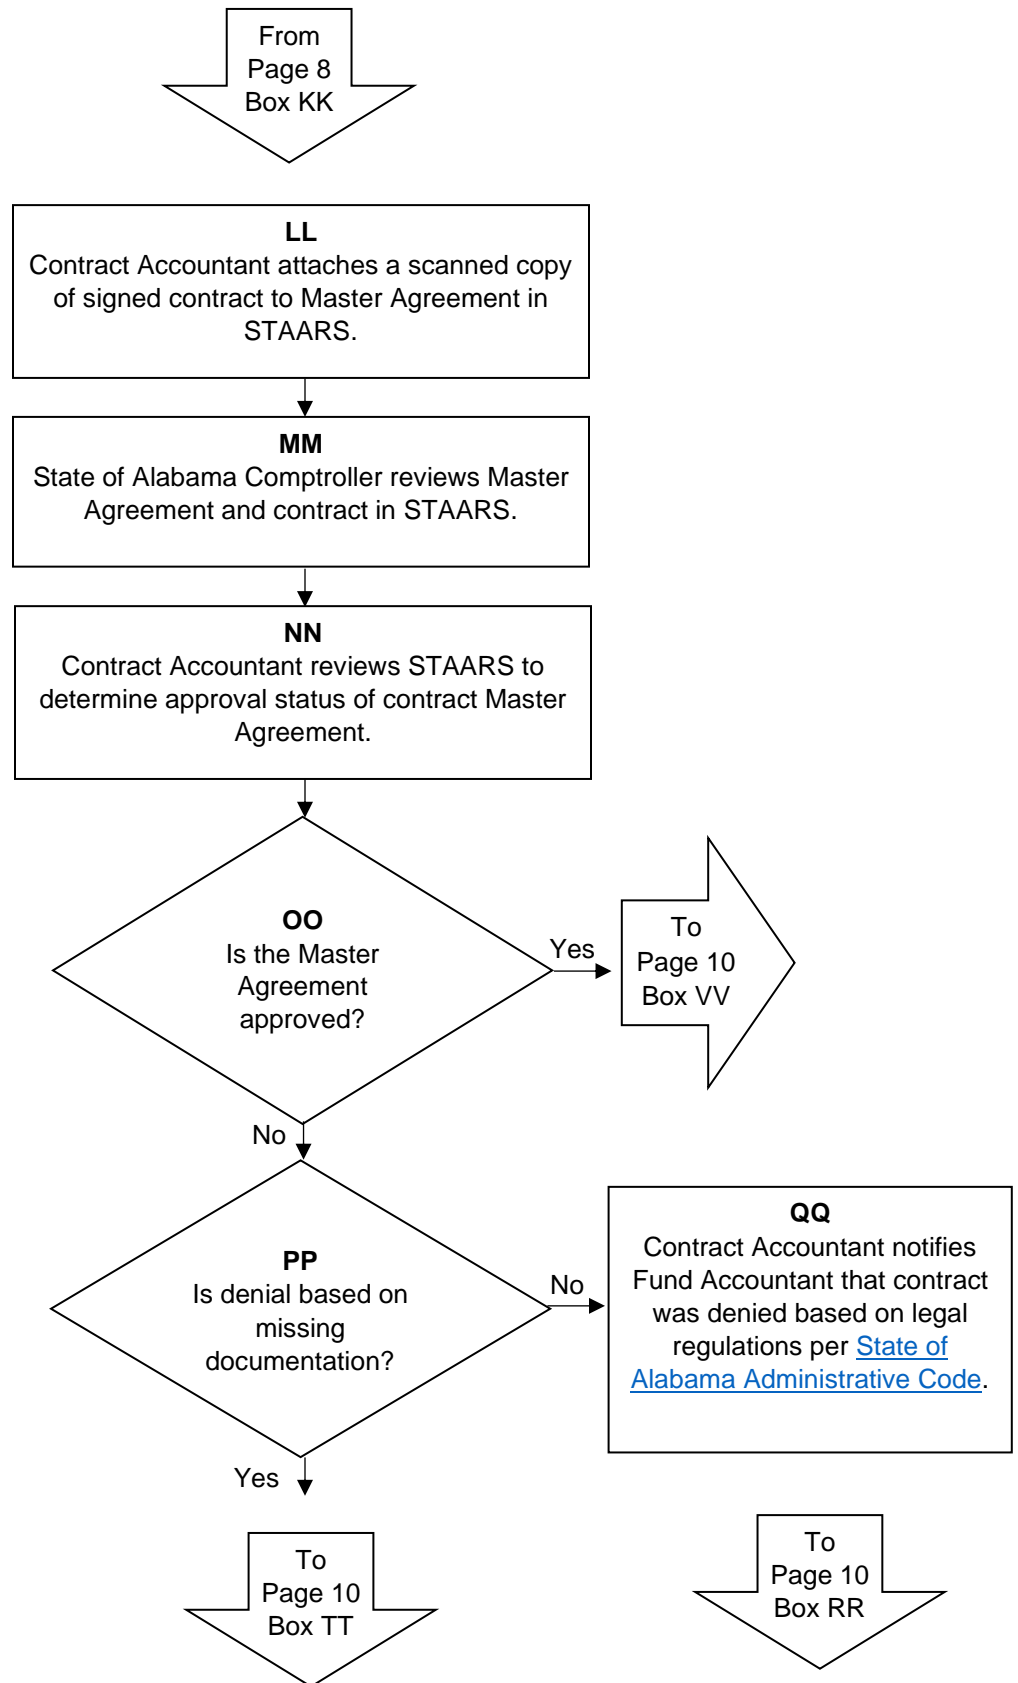 From
Page 8
Box KK
LL
Contract Accountant attaches a scanned copy
of signed contract to Master Agreement in
STAARS.
MM
State of Alabama Comptroller reviews Master
Agreement and contract in STAARS.
NN
Contract Accountant reviews STAARS to
determine approval status of contract Master
Agreement.
OO
Is the Master
Agreement
approved?
Yes
To
Page 10
Box VV
No
PP
Is denial based on
missing
documentation?
No
QQ
Contract Accountant notifies
Fund Accountant that contract
was denied based on legal
regulations per State of
Alabama Administrative Code.
Yes
To
Page 10
Box TT
To
Page 10
Box RR